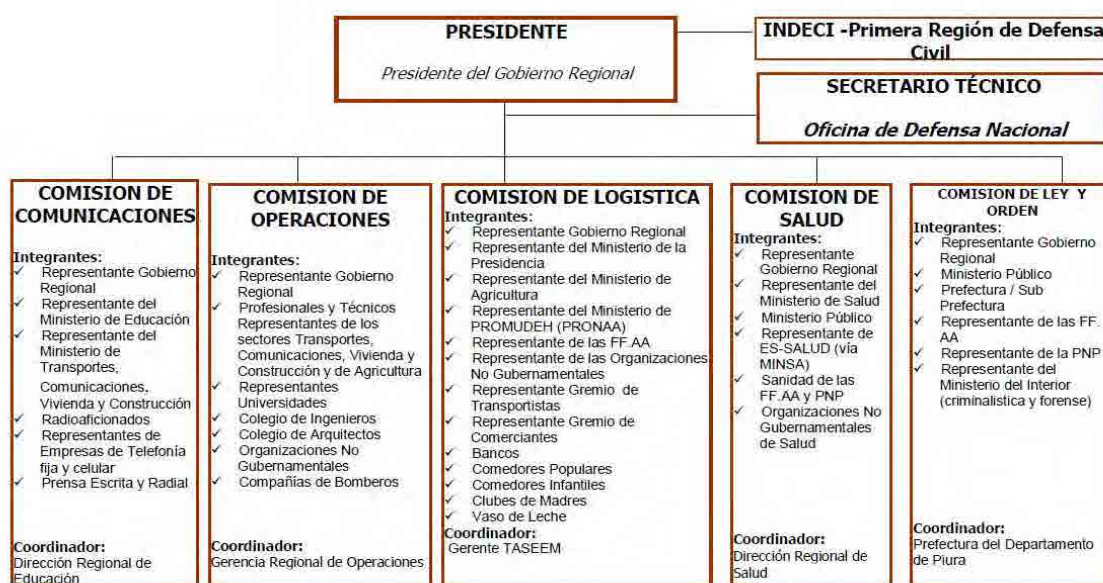 PRESIDENTE
Presidente del Gobierno Regional
INDECI -Primera Región de Defensa
Civil
SECRETARIO TÉCNICO
Oficina de Defensa Nacional
COMISION DE
COMUNICACIONES
Integrantes:
✓ Representante Gobierno
Regional
✓ Representante del
Ministerio de Educación
✓ Representante del
Ministerio de
Transportes,
Comunicaciones,
Vivienda y Construcción
✓ Radioaficionados
✓ Representantes de
Empresas de Telefonía
fija y celular
✓ Prensa Escrita y Radial
Coordinador:
Dirección Regional de
Educación
COMISION DE
OPERACIONES
Integrantes:
✓ Representante Gobierno
Regional
✓ Profesionales y Técnicos
Representantes de los
sectores Transportes,
Comunicaciones, Vivienda y
Construcción y de Agricultura
✓ Representantes
Universidades
✓ Colegio de Ingenieros
✓ Colegio de Arquitectos
✓ Organizaciones No
Gubernamentales
✓ Compañías de Bomberos
Coordinador:
Gerencia Regional de Operaciones
COMISION DE LOGISTICA
Integrantes:
✓ Representante Gobierno Regional
✓ Representante del Ministerio de la
Presidencia
✓ Representante del Ministerio de
Agricultura
✓ Representante del Ministerio de
PROMUDEH (PRONAA)
✓ Representante de las FF.AA
✓ Representante de las Organizaciones
No Gubernamentales
✓ Representante Gremio de
Transportistas
✓ Representante Gremio de
Comerciantes
✓ Bancos
✓ Comedores Populares
✓ Comedores Infantiles
✓ Clubes de Madres
✓ Vaso de Leche
Coordinador:
Gerente TASEEM
COMISION DE
SALUD
Integrantes:
✓ Representante
Gobierno Regional
✓ Representante del
Ministerio de Salud
✓ Ministerio Público
✓ Representante de
ES-SALUD (vía
MINSA)
✓ Sanidad de las
FF.AA y PNP
✓ Organizaciones No
Gubernamentales
de Salud
Coordinador:
Dirección Regional de
Salud
COMISION DE LEY Y
ORDEN
Integrantes:
✓ Representante Gobierno
Regional
✓ Ministerio Público
✓ Prefectura / Sub
Prefectura
✓ Representante de las FF.
AA
✓ Representante de la PNP
✓ Representante del
Ministerio del Interior
(criminalistica y forense)
Coordinador:
Prefectura del Departamento
de Piura